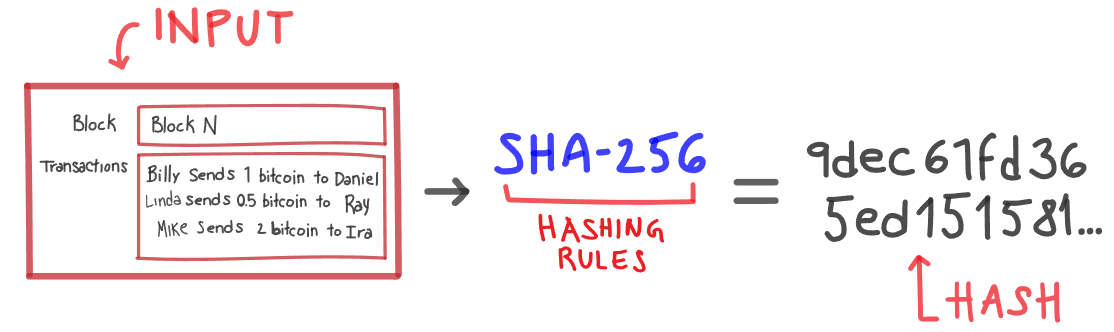 INPUT
Block
Block N
Transactions
Billy Sends 1 bitcoin to Daniel
Linda sends 0.5 bitcoin to Ray
Mike Sends 2 bitcoin to Ira
SHA-256
HASHING
RULES
=
9dec61fd36
5ed151581...
HASH